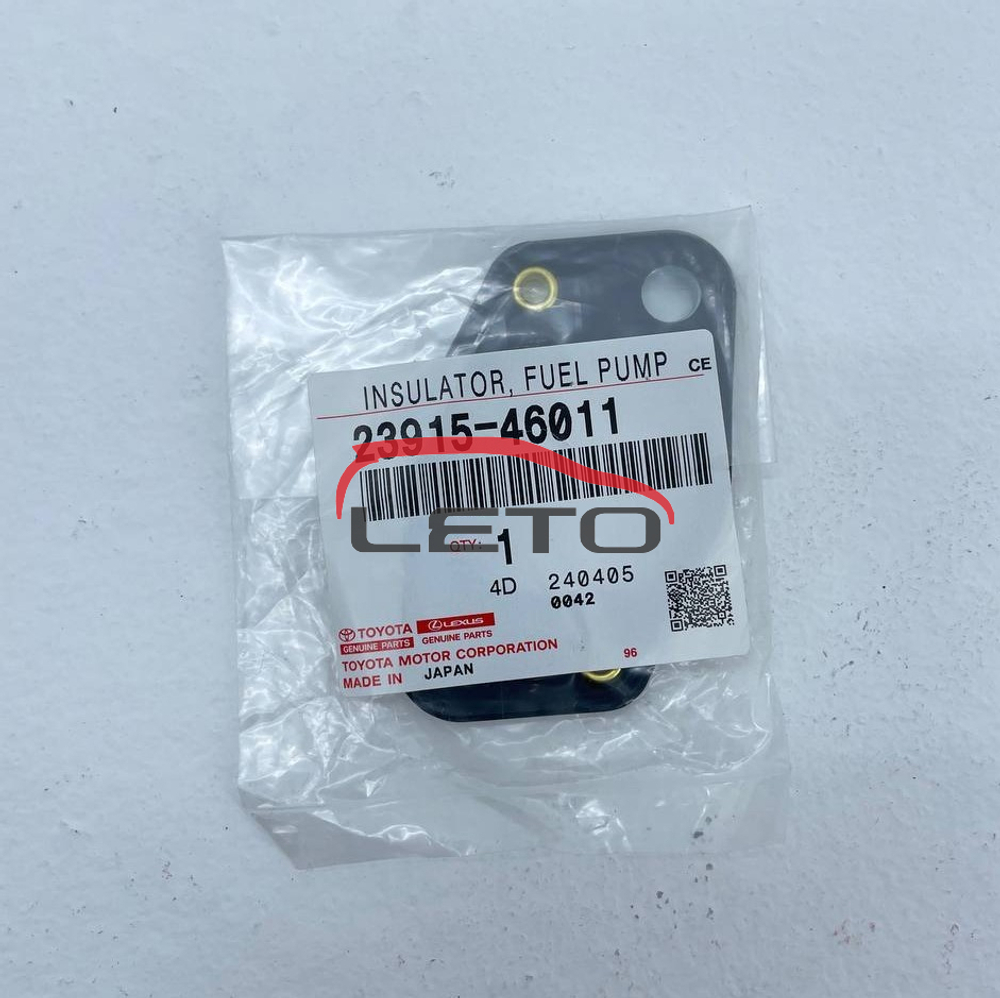 INSULATOR, FUEL PUMP CE
23915-46011
LETO
QTY: 1
4D 240405
0042
TOYOTA LEXUS
GENUINE PARTS GENUINE PARTS
TOYOTA MOTOR CORPORATION 96
MADE IN JAPAN